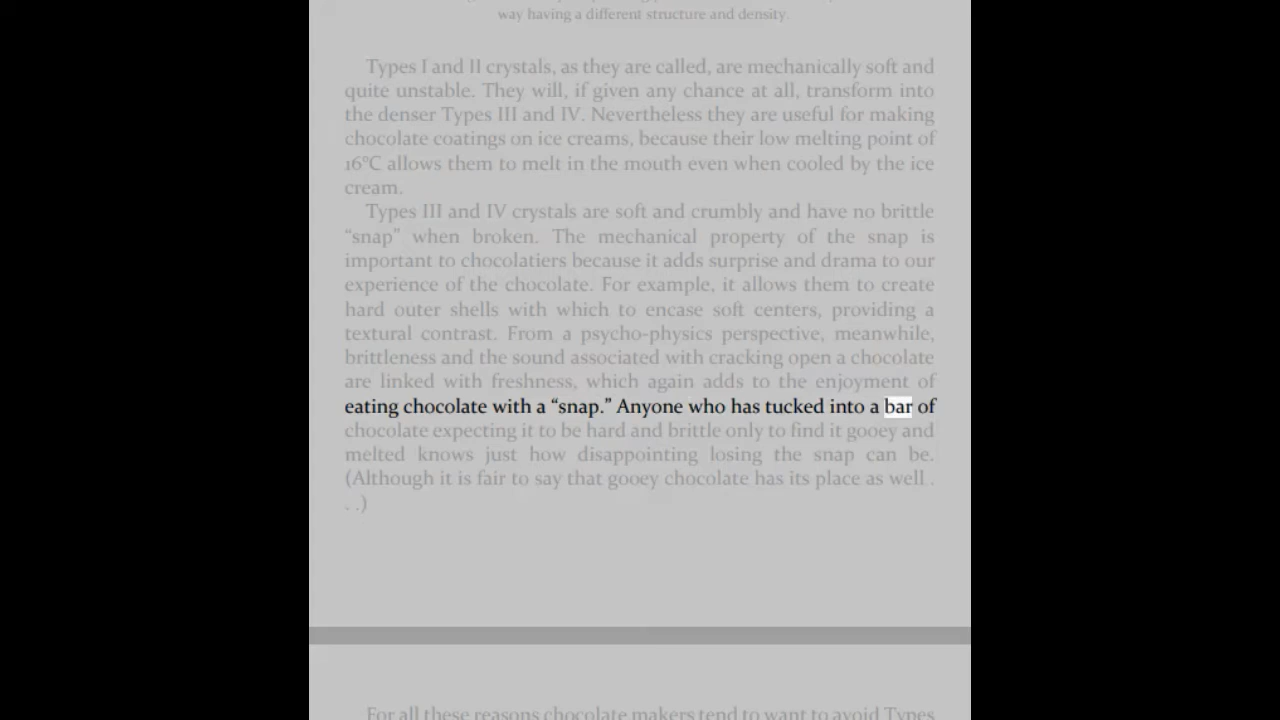 way having a different structure and density.
Types I and II crystals, as they are called, are mechanically soft and
quite unstable. They will, if given any chance at all, transform into
the denser Types III and IV. Nevertheless they are useful for making
chocolate coatings on ice creams, because their low melting point of
16°C allows them to melt in the mouth even when cooled by the ice
cream.
Types III and IV crystals are soft and crumbly and have no brittle
“snap” when broken. The mechanical property of the snap is
important to chocolatiers because it adds surprise and drama to our
experience of the chocolate. For example, it allows them to create
hard outer shells with which to encase soft centers, providing a
textural contrast. From a psycho-physics perspective, meanwhile,
brittleness and the sound associated with cracking open a chocolate
are linked with freshness, which again adds to the enjoyment of
eating chocolate with a “snap.” Anyone who has tucked into a bar of
chocolate expecting it to be hard and brittle only to find it gooey and
melted knows just how disappointing losing the snap can be.
(Although it is fair to say that gooey chocolate has its place as well .
. .)
For all these reasons chocolate makers tend to want to avoid Types